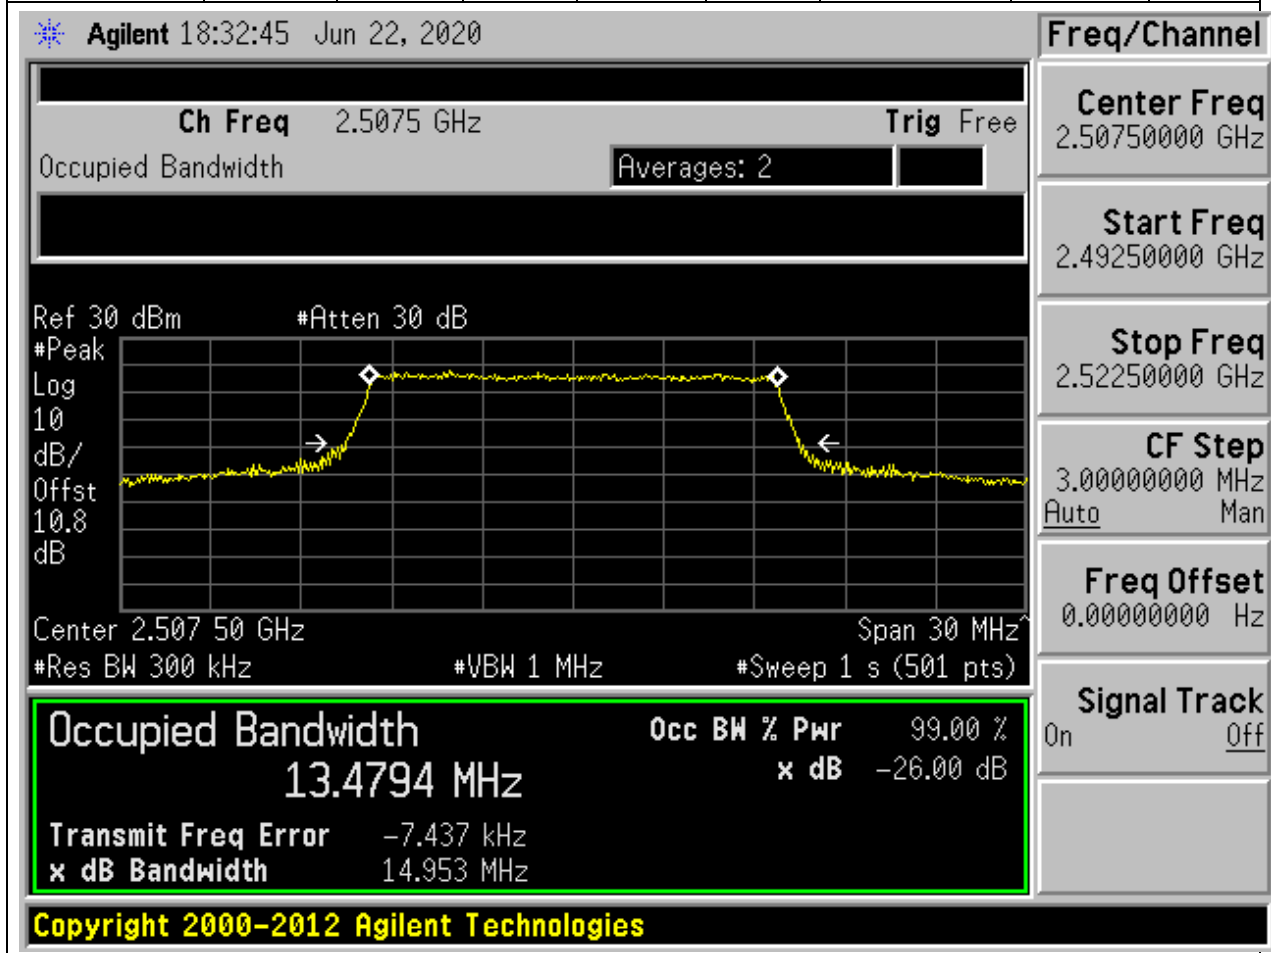 Agilent 18:32:45 Jun 22, 2020
Freq/Channel
Ch Freq 2.5075 GHz Trig Free
Occupied Bandwidth Averages: 2
Center Freq
2.50750000 GHz
Start Freq
2.49250000 GHz
Stop Freq
2.52250000 GHz
CF Step
3.00000000 MHz
Auto Man
Freq Offset
0.00000000 Hz
Signal Track
On Off
Ref 30 dBm #Atten 30 dB
#Peak
Log
10
dB/
Offst
10.8
dB
Center 2.507 50 GHz Span 30 MHz^
#Res BW 300 kHz #VBW 1 MHz #Sweep 1 s (501 pts)
Occupied Bandwidth Occ BW % Pwr 99.00 %
13.4794 MHz x dB -26.00 dB
Transmit Freq Error -7.437 kHz
x dB Bandwidth 14.953 MHz
Copyright 2000-2012 Agilent Technologies